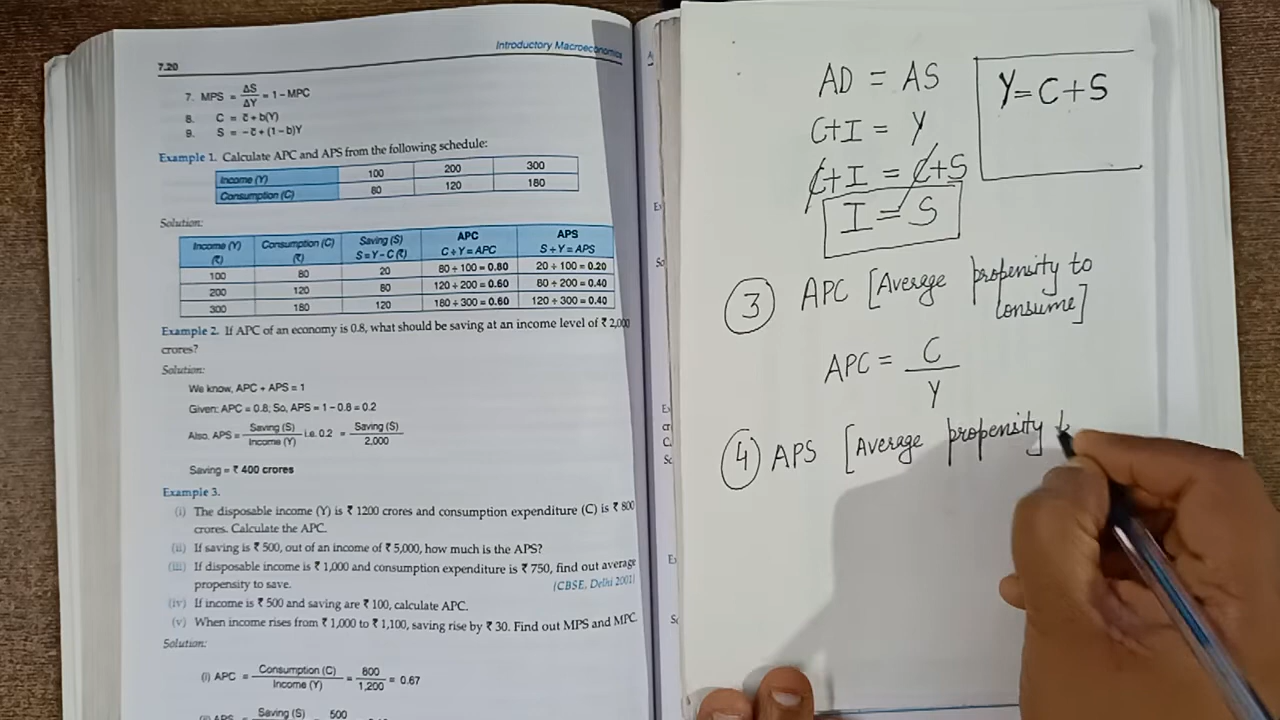 7.20
Introductory Macroeconomics
7. MPS = ΔS/ΔY = 1 – MPC
8. C = c̄ + b(Y)
9. S = –c̄ + (1 – b)Y
Example 1. Calculate APC and APS from the following schedule:
Income (Y) 100 200 300
Consumption (C) 80 120 180
Solution:
Income (Y) (₹) Consumption (C) (₹) Saving (S) S = Y – C (₹) APC C ÷ Y = APC APS S ÷ Y = APS
100 80 20 80 ÷ 100 = 0.80 20 ÷ 100 = 0.20
200 120 80 120 ÷ 200 = 0.60 80 ÷ 200 = 0.40
300 180 120 180 ÷ 300 = 0.60 120 ÷ 300 = 0.40
Example 2. If APC of an economy is 0.8, what should be saving at an income level of ₹ 2,000
crores?
Solution:
We know, APC + APS = 1
Given: APC = 0.8, So, APS = 1 – 0.8 = 0.2
Also, APS = Saving (S)/Income (Y) i.e. 0.2 = Saving (S)/2,000
Saving = ₹ 400 crores
Example 3.
(i) The disposable income (Y) is ₹ 1200 crores and consumption expenditure (C) is ₹ 800
crores. Calculate the APC.
(ii) If saving is ₹ 500, out of an income of ₹ 5,000, how much is the APS?
(iii) If disposable income is ₹ 1,000 and consumption expenditure is ₹ 750, find out average
propensity to save. (CBSE, Delhi 2001)
(iv) If income is ₹ 500 and saving are ₹ 100, calculate APC.
(v) When income rises from ₹ 1,000 to ₹ 1,100, saving rise by ₹ 30. Find out MPS and MPC.
Solution:
(i) APC = Consumption (C)/Income (Y) = 800/1,200 = 0.67
Saving (S) 500
AD = AS
C+I = Y
C+I = C+S
I = S
Y=C+S
3 APC [Average propensity to
consume]
APC = C/Y
4 APS [Average propensity t